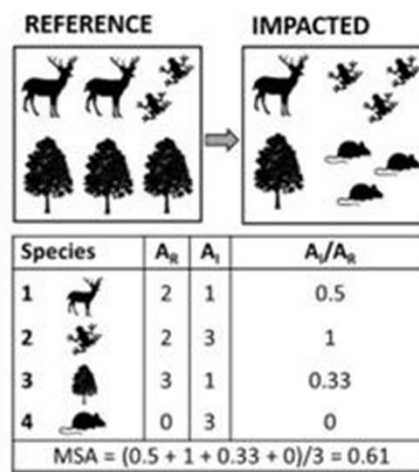 REFERENCE IMPACTED
Species A_R A_I A_I/A_R
1 2 1 0.5
2 2 3 1
3 3 1 0.33
4 0 3 0
MSA = (0.5 + 1 + 0.33 + 0)/3 = 0.61